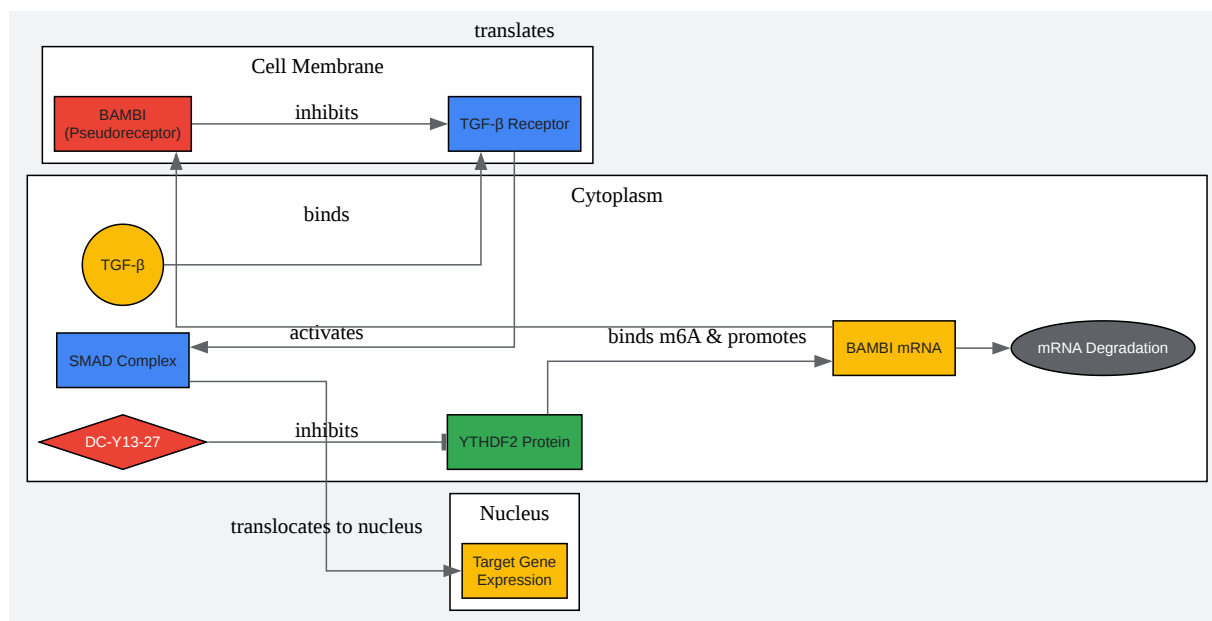 translates
Cell Membrane
BAMBI
(Pseudoreceptor)
inhibits
TGF-β Receptor
Cytoplasm
binds
TGF-β
activates
binds m6A & promotes
SMAD Complex
BAMBI mRNA
mRNA Degradation
DC-Y13-27
inhibits
YTHDF2 Protein
translocates to nucleus
Nucleus
Target Gene
Expression